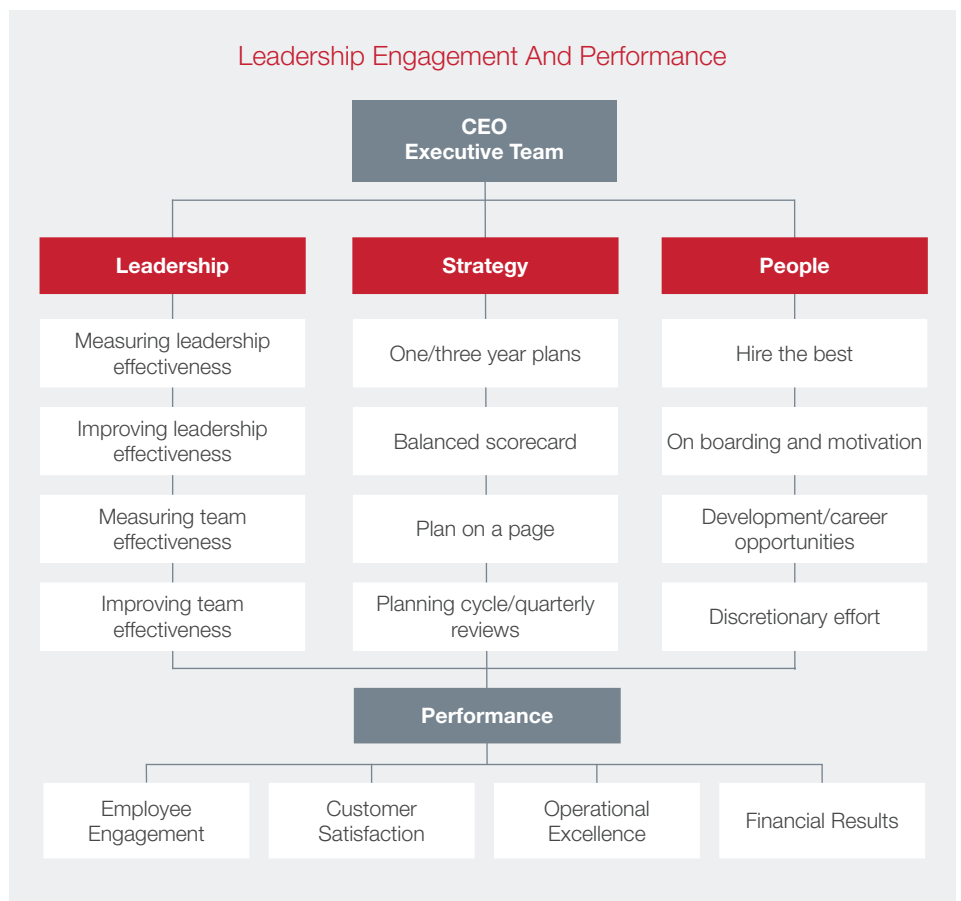 Leadership Engagement And Performance
CEO
Executive Team
Leadership
Strategy
People
Measuring leadership
effectiveness
One/three year plans
Hire the best
Improving leadership
effectiveness
Balanced scorecard
On boarding and motivation
Measuring team
effectiveness
Plan on a page
Development/career
opportunities
Improving team
effectiveness
Planning cycle/quarterly
reviews
Discretionary effort
Performance
Employee
Engagement
Customer
Satisfaction
Operational
Excellence
Financial Results